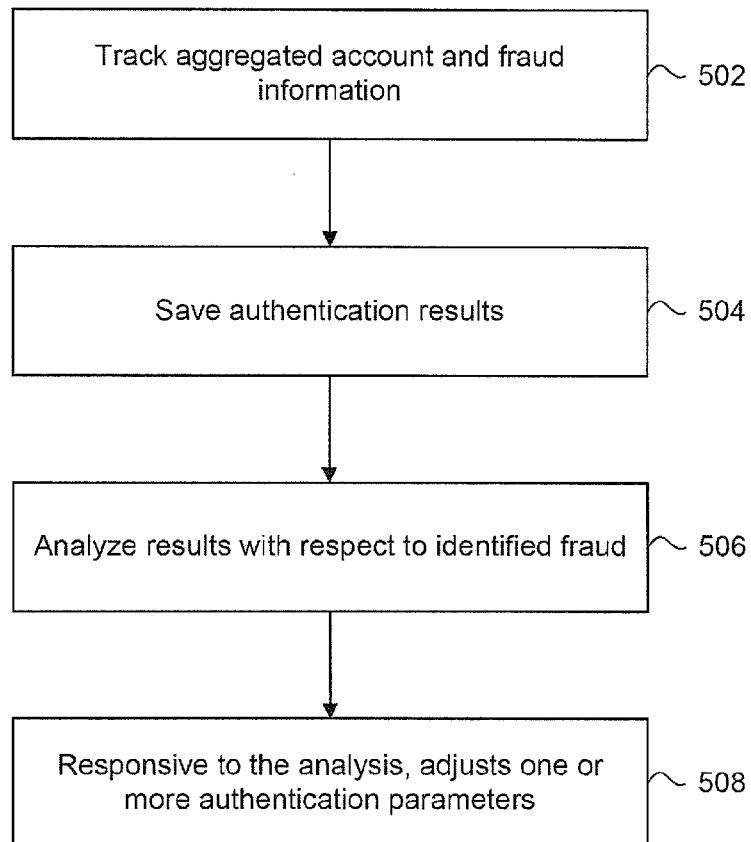 Track aggregated account and fraud
information
502
Save authentication results
504
Analyze results with respect to identified fraud
506
Responsive to the analysis, adjusts one or
more authentication parameters
508